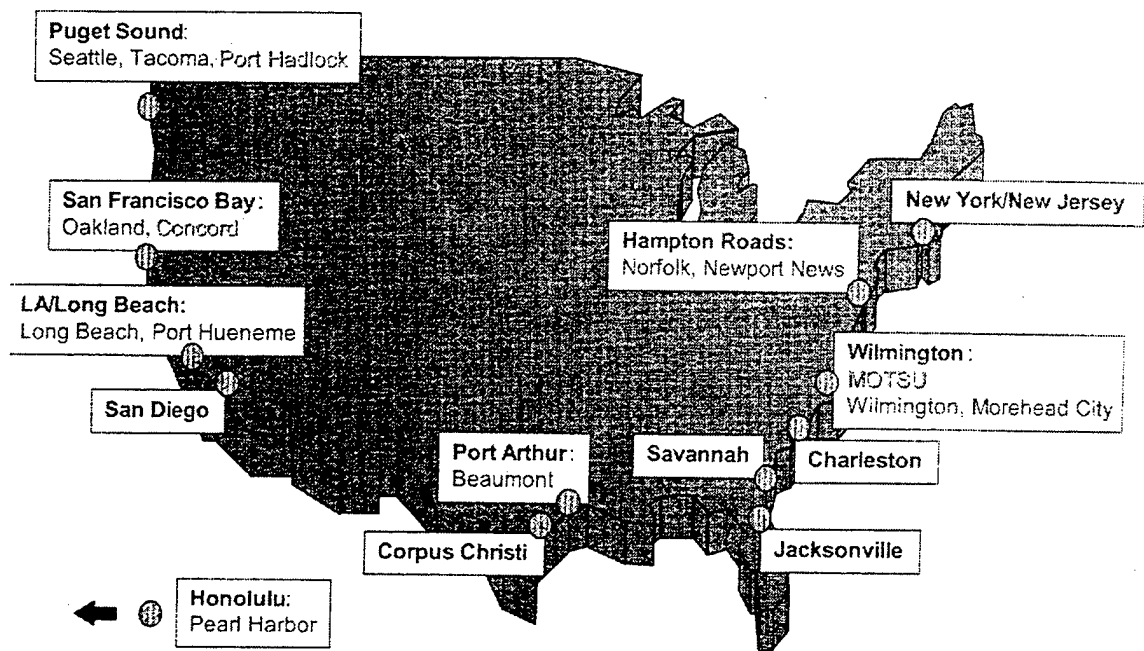 Puget Sound:
Seattle, Tacoma, Port Hadlock
San Francisco Bay:
Oakland, Concord
LA/Long Beach:
Long Beach, Port Hueneme
San Diego
Port Arthur:
Beaumont
Corpus Christi
Honolulu:
Pearl Harbor
New York/New Jersey
Hampton Roads:
Norfolk, Newport News
Wilmington:
MOTSU
Wilmington, Morehead City
Savannah
Charleston
Jacksonville